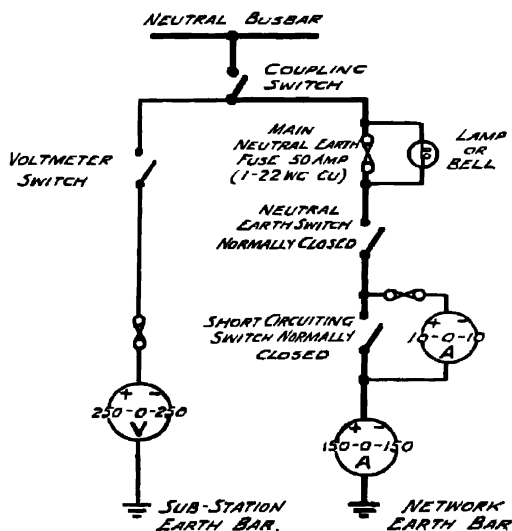 NEUTRAL BUSBAR
COUPLING
SWITCH
MAIN
NEUTRAL EARTH
FUSE 50 AMP
(1-22 WG CU)
LAMP
OR
BELL
VOLTMETER
SWITCH
NEUTRAL
EARTH SWITCH
NORMALLY CLOSED
SHORT CIRCUITING
SWITCH NORMALLY
CLOSED
+ -
10-0-10
A
+ -
250-0-250
V
+ -
150-0-150
A
SUB-STATION
EARTH BAR.
NETWORK
EARTH BAR